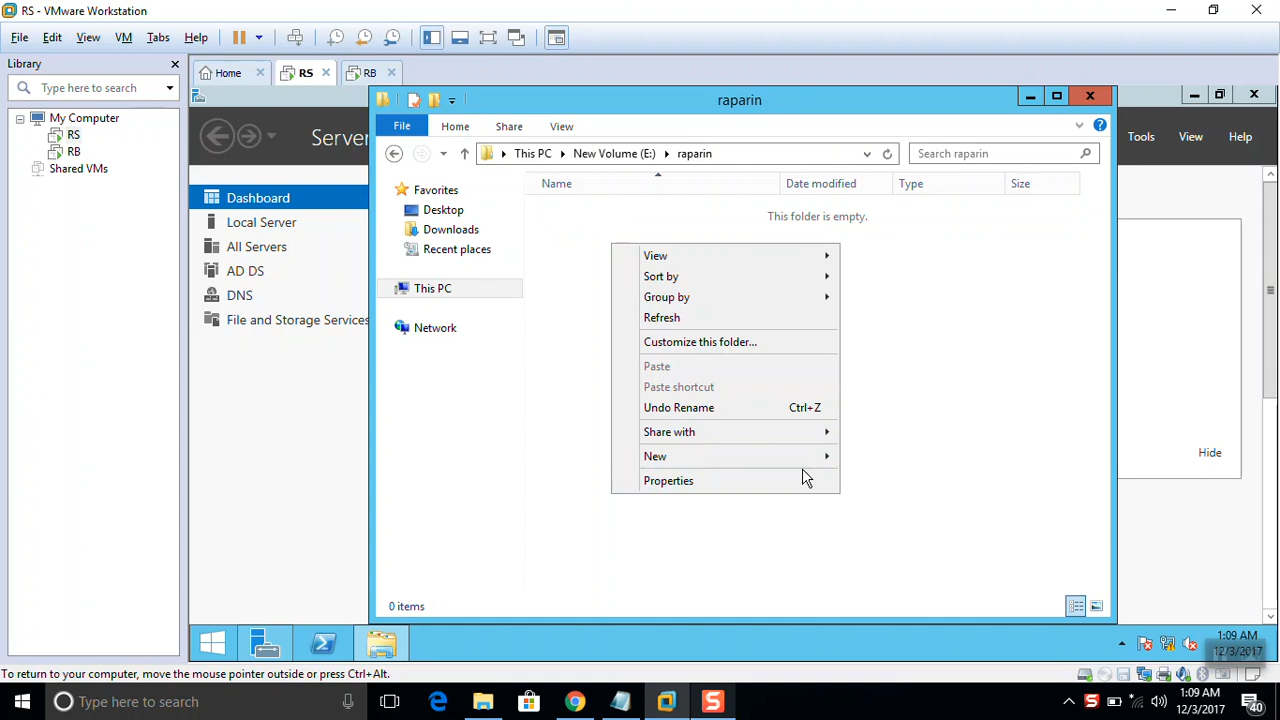 RS - VMware Workstation
File Edit View VM Tabs Help
Library
Type here to search
My Computer
RS
RB
Shared VMs
Home
RS
RB
Server
Tools View Help
Dashboard
Local Server
All Servers
AD DS
DNS
File and Storage Services
Hide
raparin
File Home Share View
This PC New Volume (E:) raparin
Search raparin
Favorites
Desktop
Downloads
Recent places
This PC
Network
Name Date modified Type Size
This folder is empty.
View
Sort by
Group by
Refresh
Customize this folder...
Paste
Paste shortcut
Undo Rename Ctrl+Z
Share with
New
Properties
0 items
1:09 AM
12/3/2017
To return to your computer, move the mouse pointer outside or press Ctrl+Alt.
Type here to search
1:09 AM
12/3/2017
40